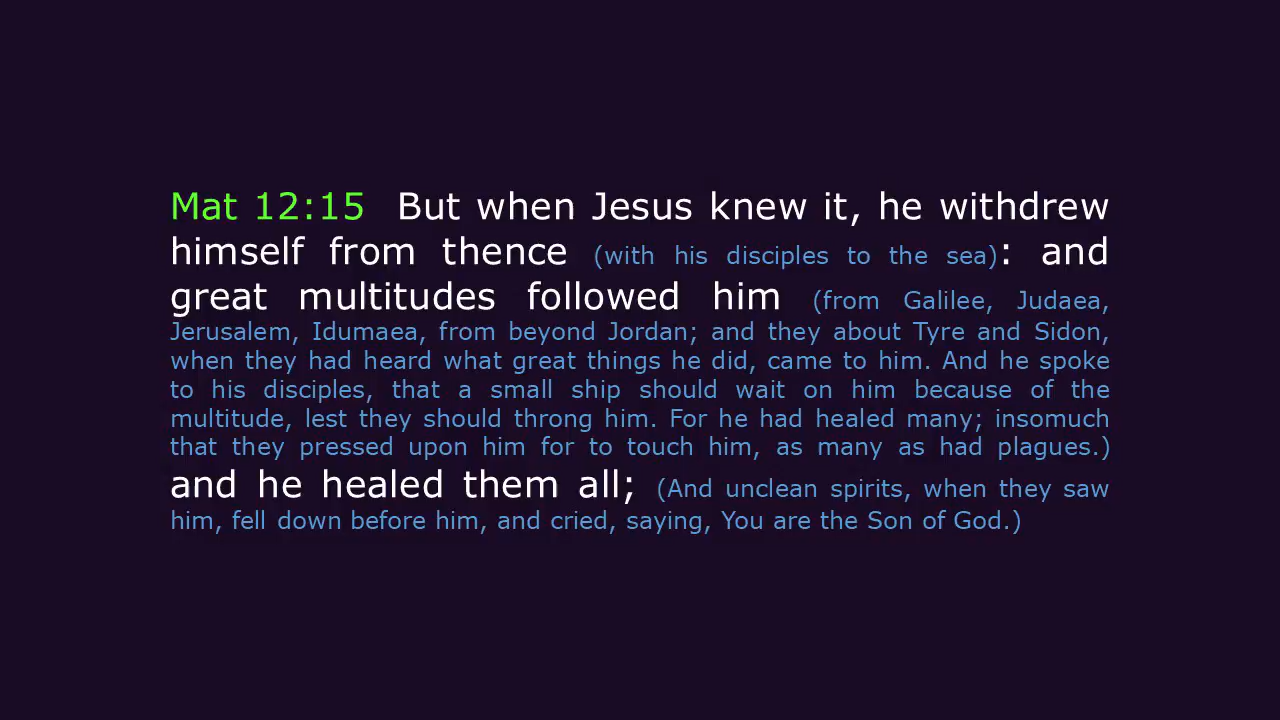 Mat 12:15 But when Jesus knew it, he withdrew
himself from thence (with his disciples to the sea): and
great multitudes followed him (from Galilee, Judaea,
Jerusalem, Idumaea, from beyond Jordan; and they about Tyre and Sidon,
when they had heard what great things he did, came to him. And he spoke
to his disciples, that a small ship should wait on him because of the
multitude, lest they should throng him. For he had healed many; insomuch
that they pressed upon him for to touch him, as many as had plagues.)
and he healed them all; (And unclean spirits, when they saw
him, fell down before him, and cried, saying, You are the Son of God.)